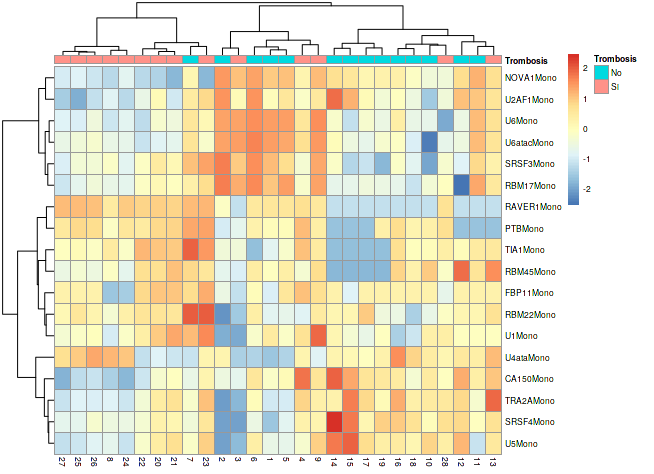 Trombosis
NOVA1Mono
U2AF1Mono
U6Mono
U6atacMono
SRSF3Mono
RBM17Mono
RAVER1Mono
PTBMono
TIA1Mono
RBM45Mono
FBP11Mono
RBM22Mono
U1Mono
U4ataMono
CA150Mono
TRA2AMono
SRSF4Mono
U5Mono
27 25 26 8 24 22 20 21 7 23 2 3 6 1 5 4 9 14 15 17 19 16 18 10 28 12 11 13
2
1
0
-1
-2
Trombosis
No
SI